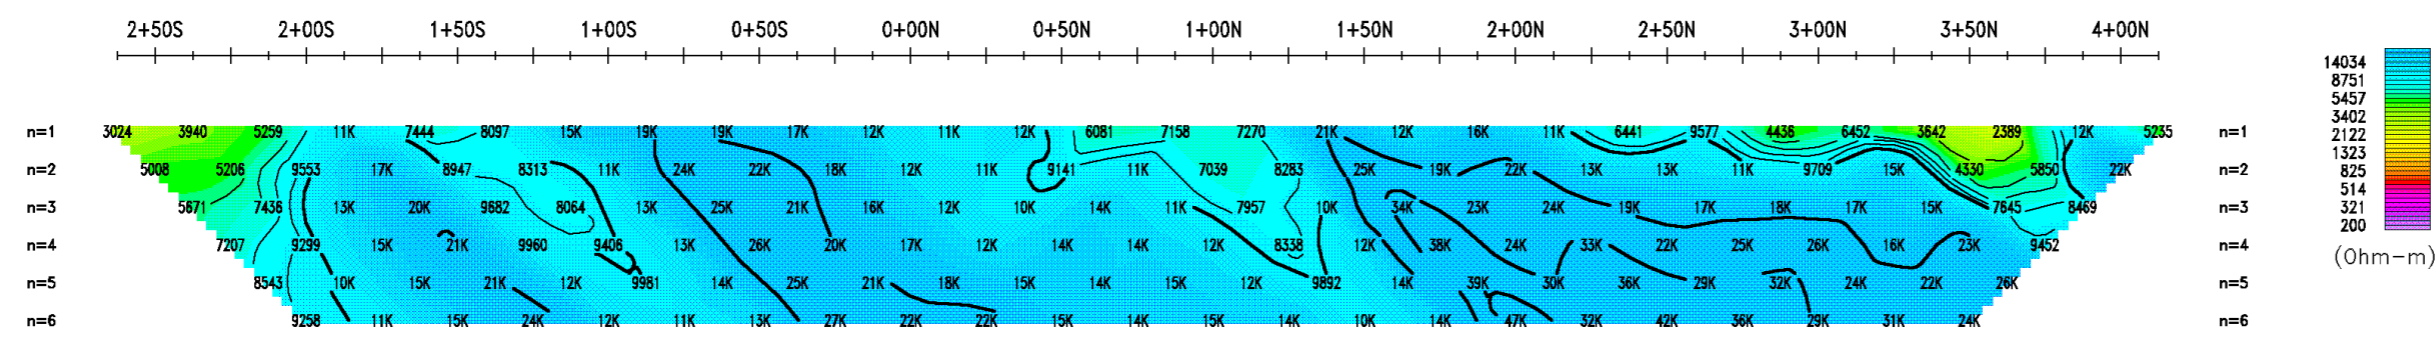 2+50S 2+00S 1+50S 1+00S 0+50S 0+00N 0+50N 1+00N 1+50N 2+00N 2+50N 3+00N 3+50N 4+00N
14034
8751
5457
3402
2122
1323
825
514
321
200
(Ohm-m)
n=1 3024 3940 5259 11K 7444 8097 15K 19K 19K 17K 12K 11K 12K 6081 7158 7270 21K 12K 16K 11K 6441 9577 4436 6452 3642 2389 12K 5235 n=1
n=2 5008 5206 9553 17K 8947 8313 11K 24K 22K 18K 12K 11K 9141 11K 7039 8283 25K 19K 22K 13K 13K 11K 9709 15K 4330 5850 22K n=2
n=3 5671 7436 13K 20K 9682 8064 13K 25K 21K 16K 12K 10K 14K 11K 7957 10K 34K 23K 24K 19K 17K 18K 17K 15K 7645 8469 n=3
n=4 7207 9299 15K 21K 9960 9406 13K 26K 20K 17K 12K 14K 14K 12K 8338 12K 38K 24K 33K 22K 25K 26K 16K 23K 9452 n=4
n=5 8543 10K 15K 21K 12K 9981 14K 25K 21K 18K 15K 14K 15K 12K 9892 14K 39K 30K 36K 29K 32K 24K 22K 26K n=5
n=6 9258 11K 15K 24K 12K 11K 13K 27K 22K 22K 15K 14K 15K 14K 10K 14K 47K 32K 42K 36K 29K 31K 24K n=6